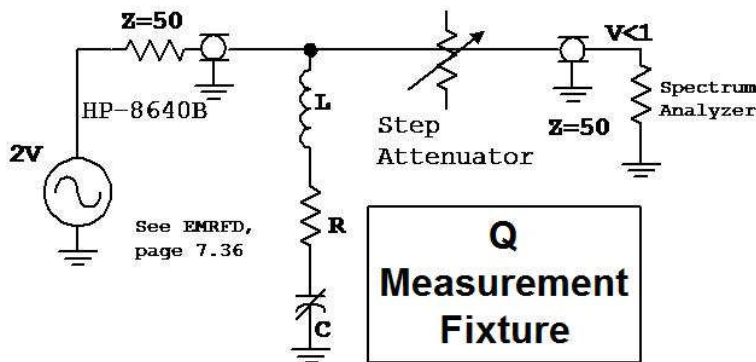 Z=50
V<1
L
HP-8640B
Spectrum
Analyzer
Step
Attenuator
Z=50
2V
See EMRFD,
page 7.36
R
C
Q
Measurement
Fixture